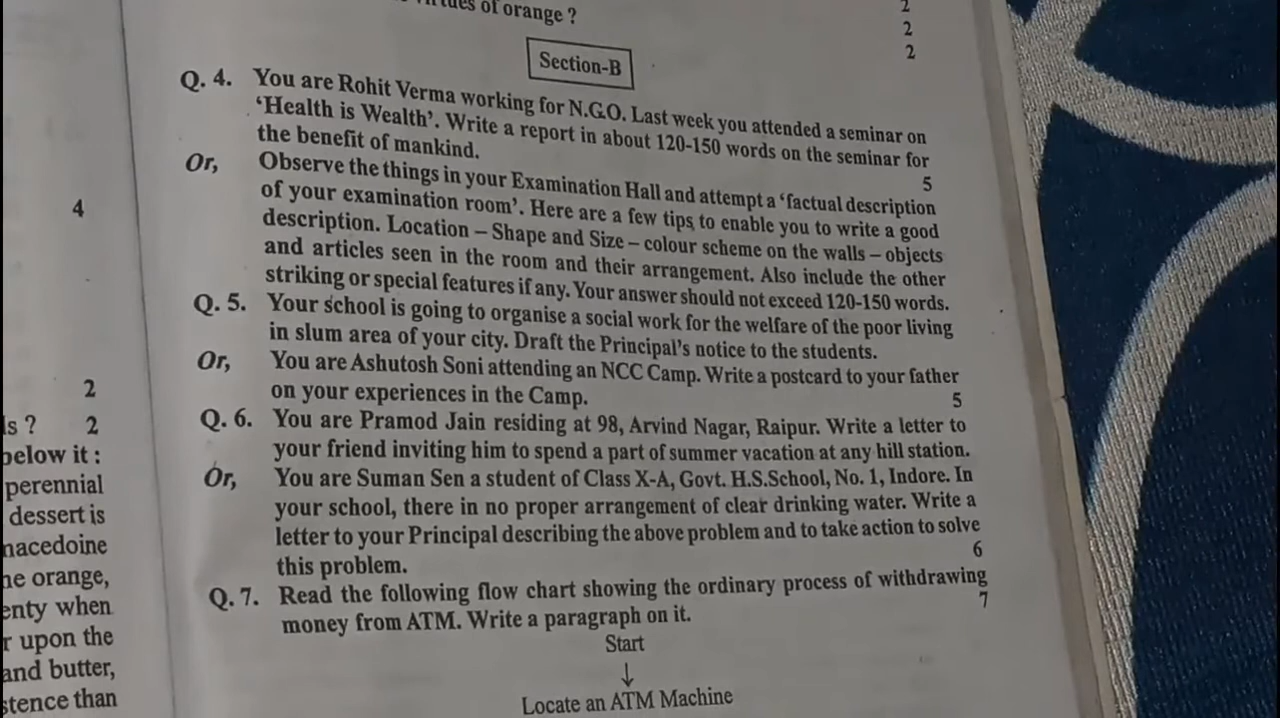 of orange ?
2
2
2
Section-B
Q. 4. You are Rohit Verma working for N.G.O. Last week you attended a seminar on
‘Health is Wealth’. Write a report in about 120-150 words on the seminar for
the benefit of mankind.
5
Or, Observe the things in your Examination Hall and attempt a ‘factual description
of your examination room’. Here are a few tips to enable you to write a good
description. Location – Shape and Size – colour scheme on the walls – objects
and articles seen in the room and their arrangement. Also include the other
striking or special features if any. Your answer should not exceed 120-150 words.
Q. 5. Your school is going to organise a social work for the welfare of the poor living
in slum area of your city. Draft the Principal’s notice to the students.
Or, You are Ashutosh Soni attending an NCC Camp. Write a postcard to your father
on your experiences in the Camp.
5
Q. 6. You are Pramod Jain residing at 98, Arvind Nagar, Raipur. Write a letter to
your friend inviting him to spend a part of summer vacation at any hill station.
Or, You are Suman Sen a student of Class X-A, Govt. H.S.School, No. 1, Indore. In
your school, there in no proper arrangement of clear drinking water. Write a
letter to your Principal describing the above problem and to take action to solve
this problem.
6
Q. 7. Read the following flow chart showing the ordinary process of withdrawing
money from ATM. Write a paragraph on it.
7
Start
↓
Locate an ATM Machine
4
2
ls ? 2
below it :
perennial
dessert is
macedoine
he orange,
enty when
r upon the
and butter,
stence than